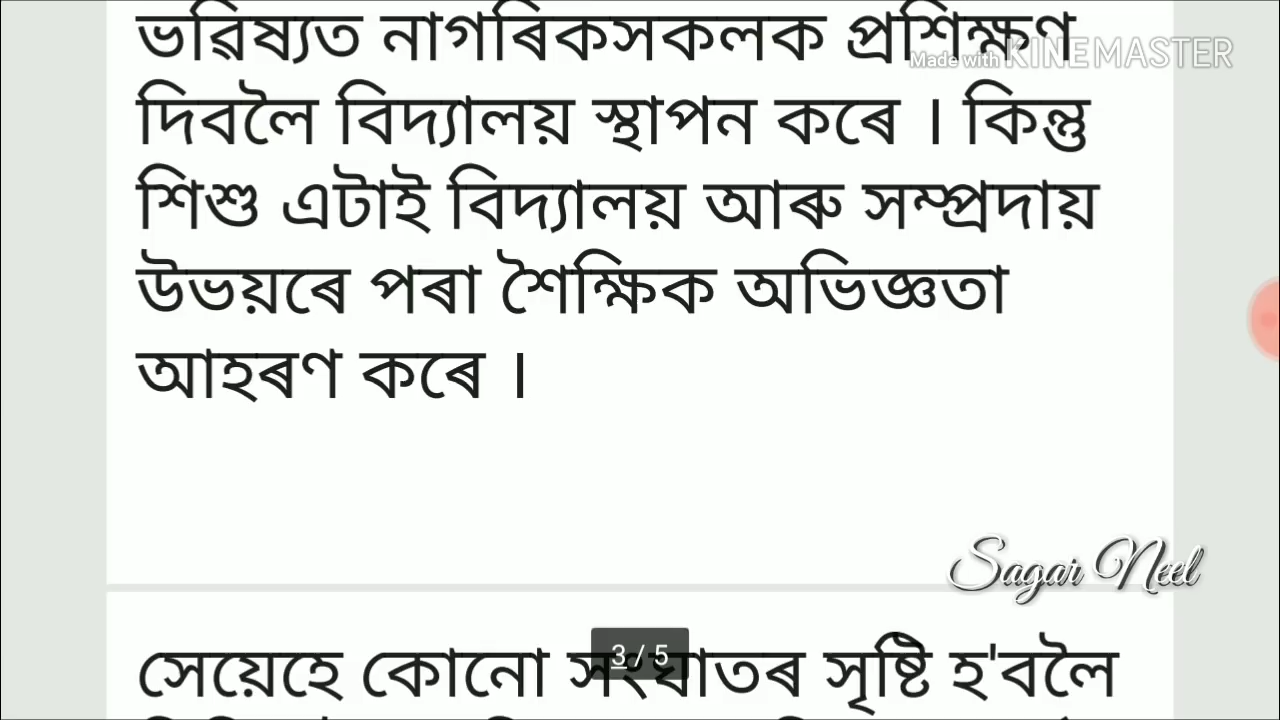 ভৱিষ্যত নাগৰিকসকলক প্ৰশিক্ষণ
Made with KINEMASTER
দিবলৈ বিদ্যালয় স্থাপন কৰে । কিন্তু
শিশু এটাই বিদ্যালয় আৰু সম্প্ৰদায়
উভয়ৰে পৰা শৈক্ষিক অভিজ্ঞতা
আহৰণ কৰে ।
Sagar Neel
সেয়েহে কোনো সংঘাতৰ সৃষ্টি হ'বলৈ
3 / 5